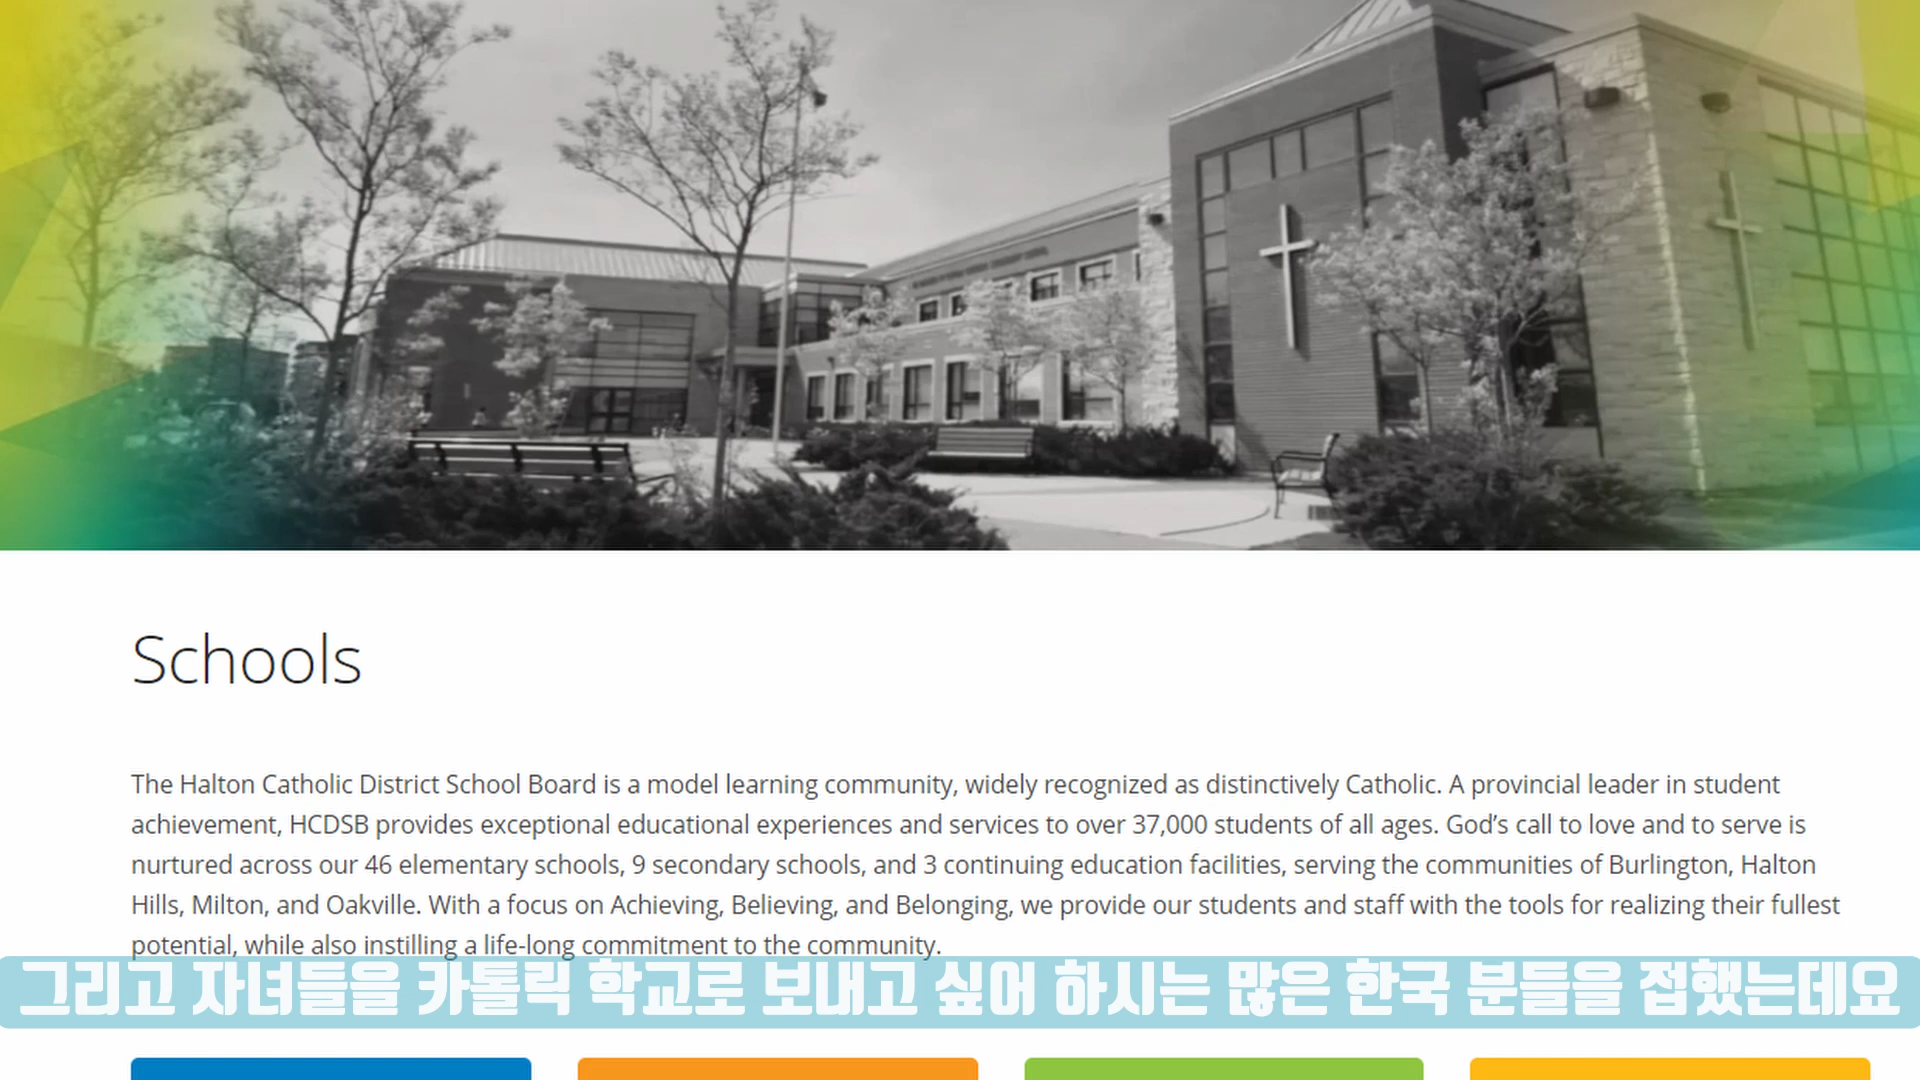 Schools
The Halton Catholic District School Board is a model learning community, widely recognized as distinctively Catholic. A provincial leader in student
achievement, HCDSB provides exceptional educational experiences and services to over 37,000 students of all ages. God’s call to love and to serve is
nurtured across our 46 elementary schools, 9 secondary schools, and 3 continuing education facilities, serving the communities of Burlington, Halton
Hills, Milton, and Oakville. With a focus on Achieving, Believing, and Belonging, we provide our students and staff with the tools for realizing their fullest
potential, while also instilling a life-long commitment to the community.
그리고 자녀들을 카톨릭 학교로 보내고 싶어 하시는 많은 한국 분들을 접했는데요